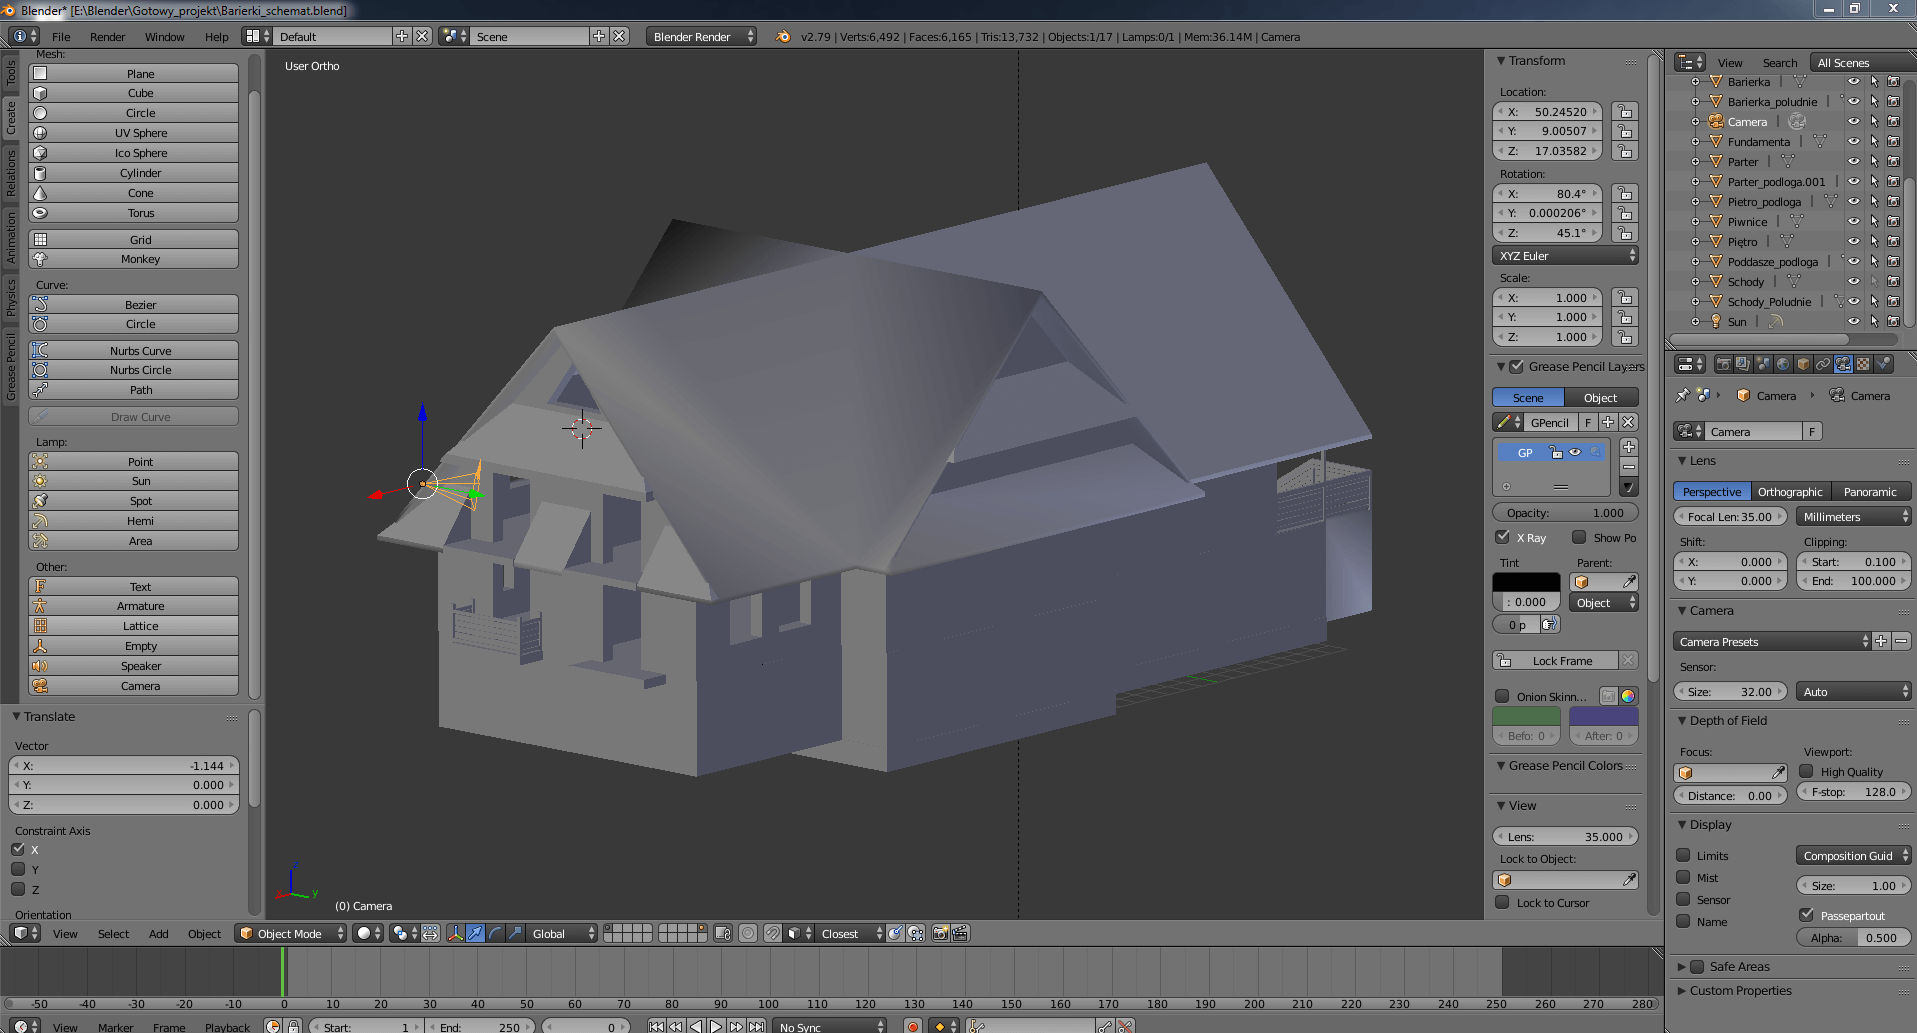 Blender* [E:\Blender\Gotowy_projekt\Barierki_schemat.blend]
File Render Window Help Default Scene Blender Render v2.79 | Verts:6,492 | Faces:6,165 | Tris:13,732 | Objects:1/17 | Lamps:0/1 | Mem:36.14M | Camera
Tools
Create
Relations
Animation
Physics
Grease Pencil
Mesh:
Plane
Cube
Circle
UV Sphere
Ico Sphere
Cylinder
Cone
Torus
Grid
Monkey
Curve:
Bezier
Circle
Nurbs Curve
Nurbs Circle
Path
Draw Curve
Lamp:
Point
Sun
Spot
Hemi
Area
Other:
Text
Armature
Lattice
Empty
Speaker
Camera
Translate
Vector
X: -1.144
Y: 0.000
Z: 0.000
Constraint Axis
X
Y
Z
Orientation
User Ortho
z
x
y
(0) Camera
Transform
Location:
X: 50.24520
Y: 9.00507
Z: 17.03582
Rotation:
X: 80.4°
Y: 0.000206°
Z: 45.1°
XYZ Euler
Scale:
X: 1.000
Y: 1.000
Z: 1.000
Grease Pencil Layers
Scene Object
GPencil F
GP
Opacity: 1.000
X Ray Show Po
Tint Parent:
: 0.000 Object
0 p
Lock Frame
Onion Skinn...
Befo: 0 After: 0
Grease Pencil Colors
View
Lens: 35.000
Lock to Object:
Lock to Cursor
View Search All Scenes
Barierka
Barierka_poludnie
Camera
Fundamenta
Parter
Parter_podloga.001
Pietro_podloga
Piwnice
Piętro
Poddasze_podloga
Schody
Schody_Poludnie
Sun
Camera Camera
Camera F
Lens
Perspective Orthographic Panoramic
Focal Len: 35.00 Millimeters
Shift: Clipping:
X: 0.000 Start: 0.100
Y: 0.000 End: 100.000
Camera
Camera Presets
Sensor:
Size: 32.00 Auto
Depth of Field
Focus: Viewport:
High Quality
Distance: 0.00 F-stop: 128.0
Display
Limits Composition Guid
Mist Size: 1.00
Sensor
Name Passepartout
Alpha: 0.500
Safe Areas
Custom Properties
View Select Add Object Object Mode Global Closest
-50 -40 -30 -20 -10 0 10 20 30 40 50 60 70 80 90 100 110 120 130 140 150 160 170 180 190 200 210 220 230 240 250 260 270 280
View Marker Frame Playback Start: 1 End: 250 0 No Sync